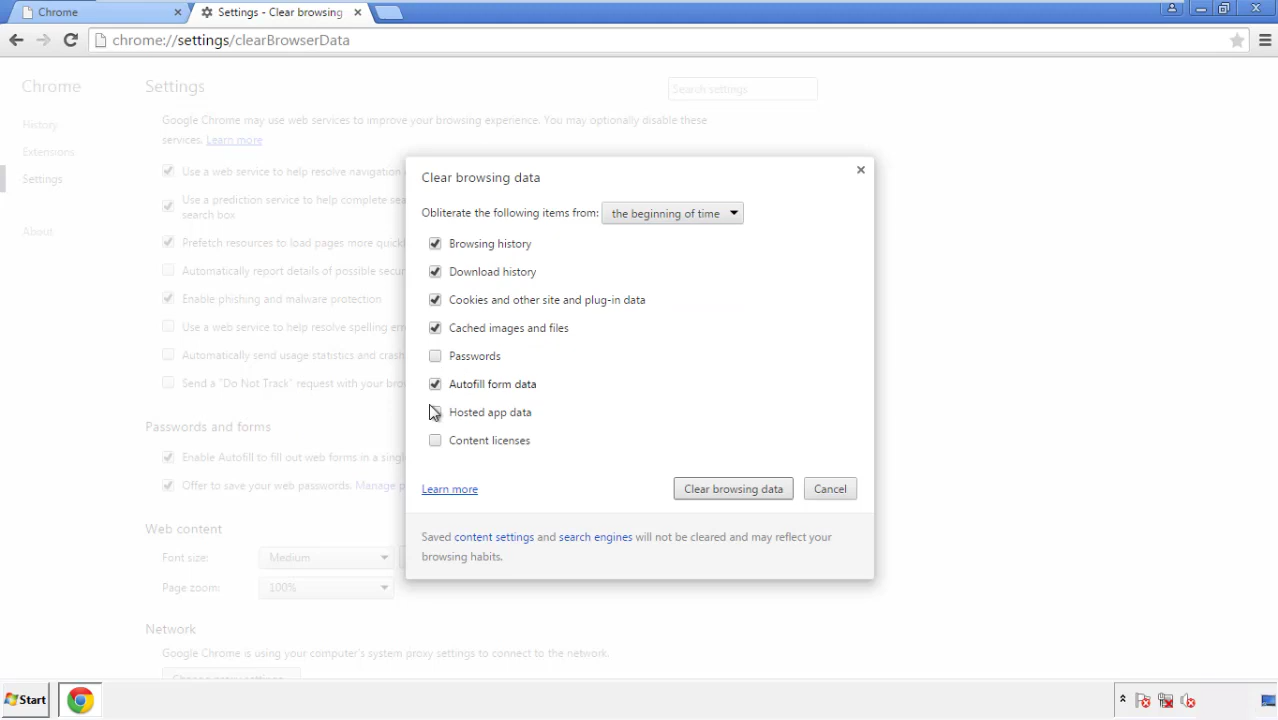 Chrome
Settings - Clear browsing
chrome://settings/clearBrowserData
Chrome
Settings
Search settings
History
Extensions
Settings
About
Google Chrome may use web services to improve your browsing experience. You may optionally disable these
services. Learn more
Use a web service to help resolve navigation
Use a prediction service to help complete
search box
Prefetch resources to load pages more
Automatically report details of possible
Enable phishing and malware protection
Use a web service to help resolve spelling
Automatically send usage statistics and
Send a "Do Not Track" request with your
Passwords and forms
Enable Autofill to fill out web forms in a
Offer to save your web passwords. Manage
Web content
Font size: Medium
Page zoom: 100%
Network
Google Chrome is using your computer's system proxy settings to connect to the network.
Change proxy settings...
Clear browsing data
Obliterate the following items from: the beginning of time
Browsing history
Download history
Cookies and other site and plug-in data
Cached images and files
Passwords
Autofill form data
Hosted app data
Content licenses
Learn more
Clear browsing data
Cancel
Saved content settings and search engines will not be cleared and may reflect your
browsing habits.
Start